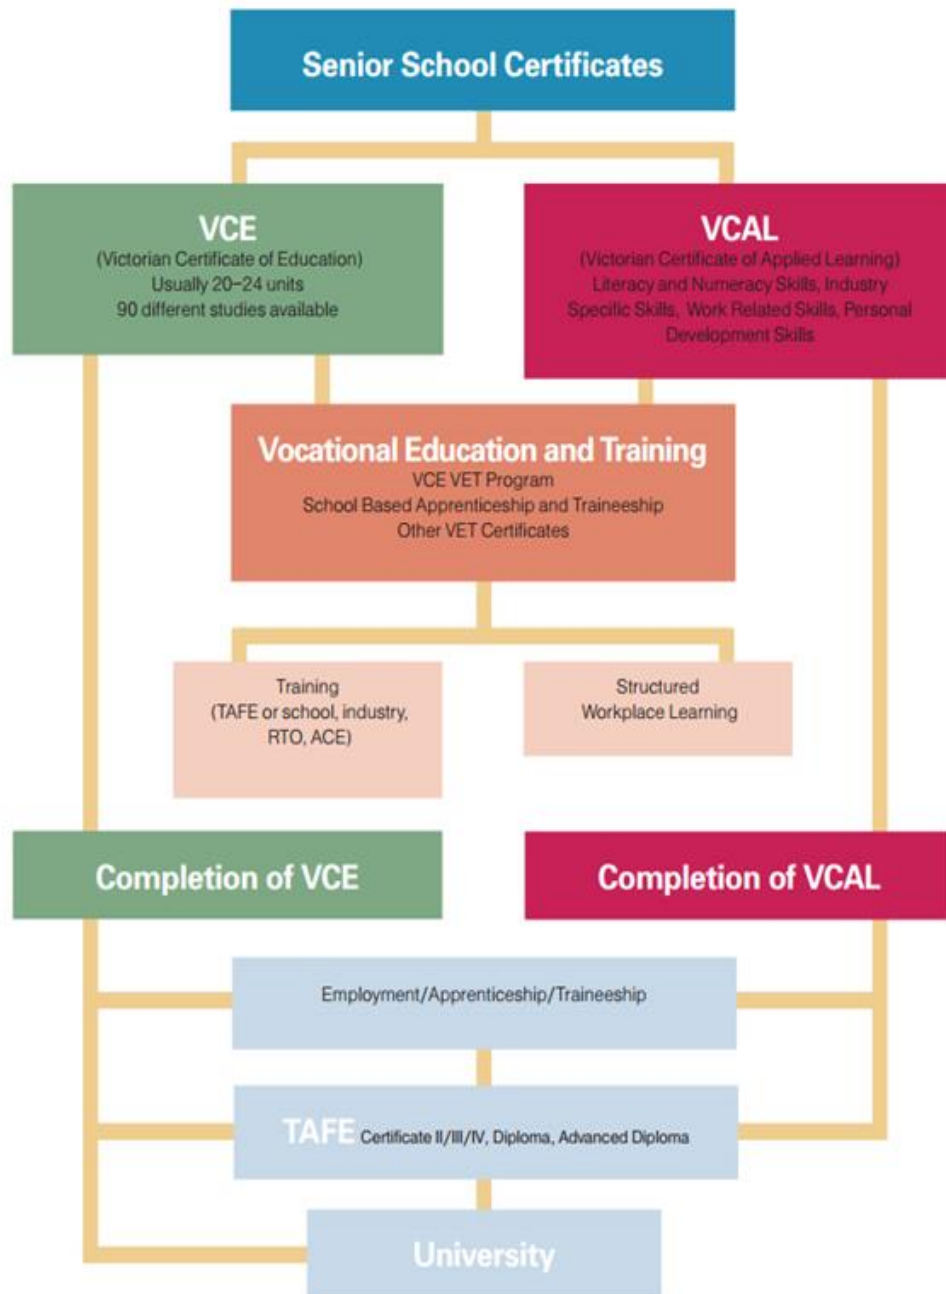 Senior School Certificates
VCE
(Victorian Certificate of Education)
Usually 20–24 units
90 different studies available
VCAL
(Victorian Certificate of Applied Learning)
Literacy and Numeracy Skills, Industry
Specific Skills, Work Related Skills, Personal
Development Skills
Vocational Education and Training
VCE VET Program
School Based Apprenticeship and Traineeship
Other VET Certificates
Training
(TAFE or school, industry,
RTO, ACE)
Structured
Workplace Learning
Completion of VCE
Completion of VCAL
Employment/Apprenticeship/Traineeship
TAFE Certificate II/III/IV, Diploma, Advanced Diploma
University